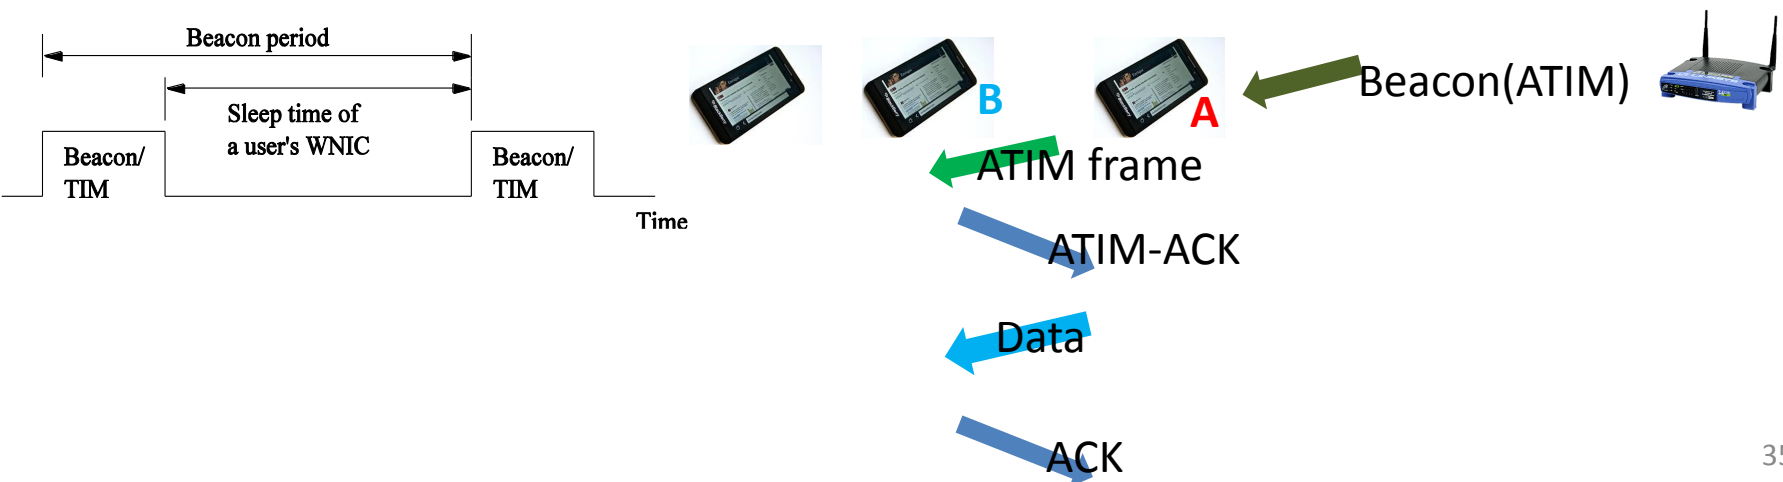 Beacon period
Sleep time of
a user's WNIC
Beacon/
TIM
Beacon/
TIM
Time
B
A
Beacon(ATIM)
ATIM frame
ATIM-ACK
Data
ACK
35